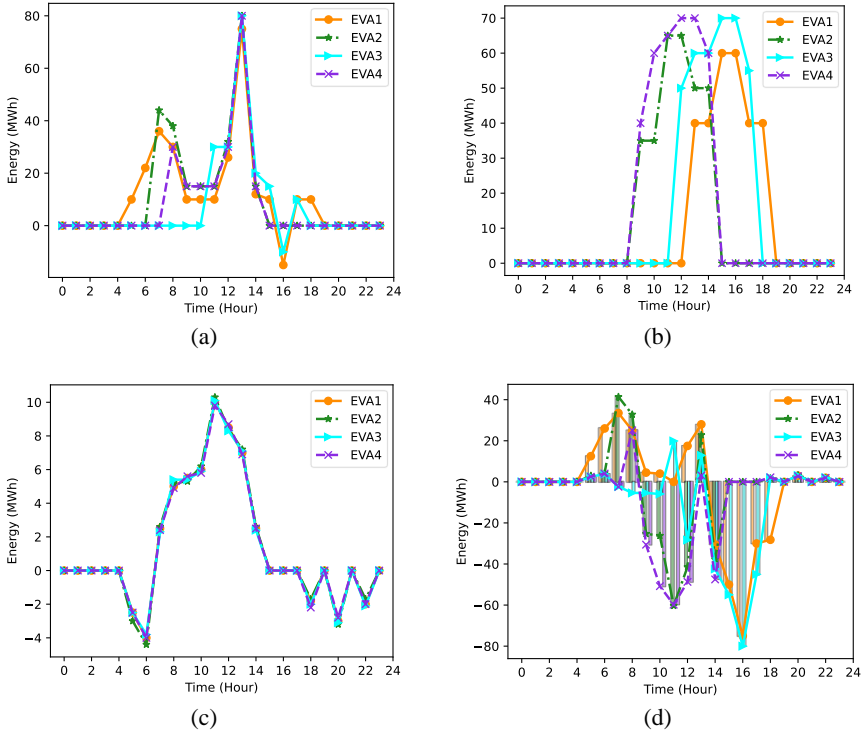 80
60
40
20
0
Energy (MWh)
EVA1
EVA2
EVA3
EVA4
0 2 4 6 8 10 12 14 16 18 20 22 24
Time (Hour)
(a)
70
60
50
40
30
20
10
0
Energy (MWh)
EVA1
EVA2
EVA3
EVA4
0 2 4 6 8 10 12 14 16 18 20 22 24
Time (Hour)
(b)
10
8
6
4
2
0
−2
−4
Energy (MWh)
EVA1
EVA2
EVA3
EVA4
0 2 4 6 8 10 12 14 16 18 20 22 24
Time (Hour)
(c)
40
20
0
−20
−40
−60
−80
Energy (MWh)
EVA1
EVA2
EVA3
EVA4
0 2 4 6 8 10 12 14 16 18 20 22 24
Time (Hour)
(d)